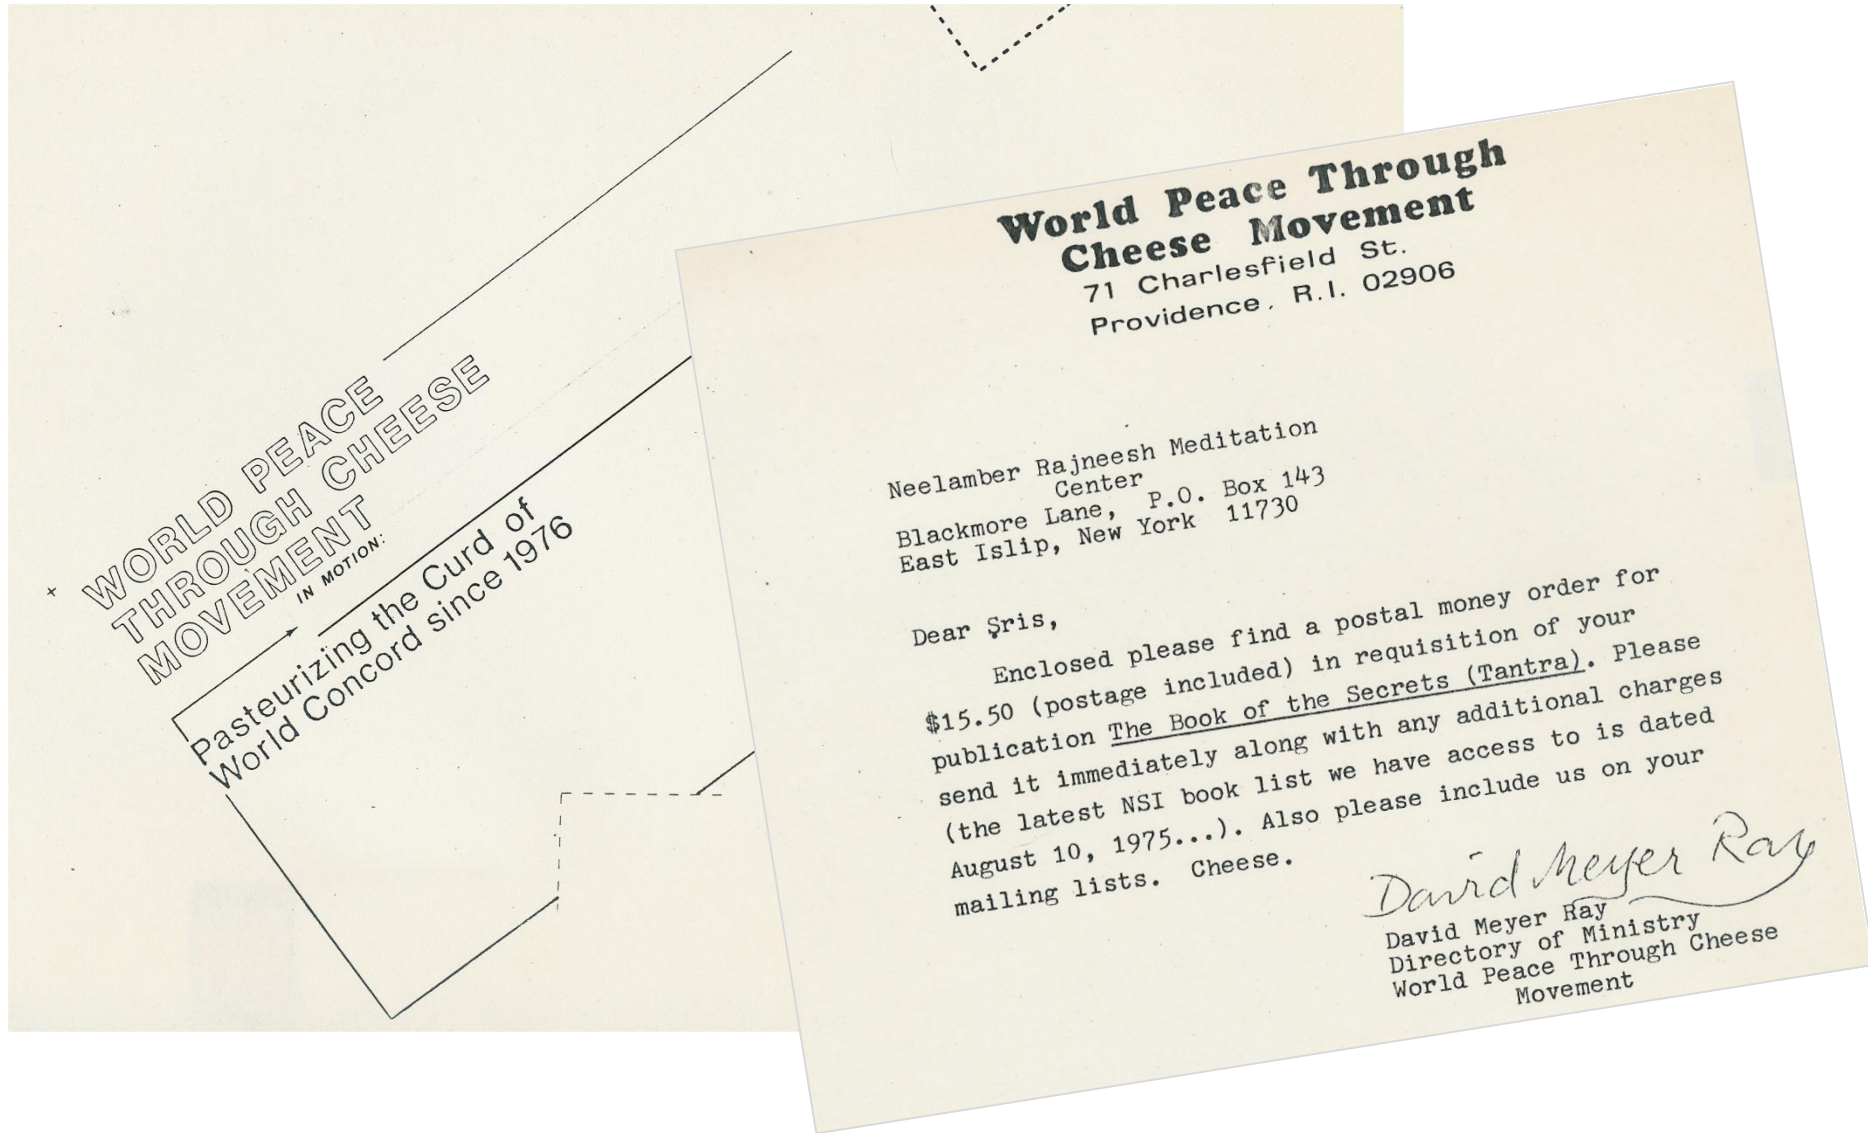 WORLD PEACE
THROUGH CHEESE
MOVEMENT
IN MOTION:
Pasteurizing the Curd of
World Concord since 1976
World Peace Through
Cheese Movement
71 Charlesfield St.
Providence, R.I. 02906
Neelamber Rajneesh Meditation
Center
Blackmore Lane, P.O. Box 143
East Islip, New York 11730
Dear Şris,
Enclosed please find a postal money order for
$15.50 (postage included) in requisition of your
publication The Book of the Secrets (Tantra). Please
send it immediately along with any additional charges
(the latest NSI book list we have access to is dated
August 10, 1975...). Also please include us on your
mailing lists. Cheese.
David Meyer Ray
David Meyer Ray
Directory of Ministry
World Peace Through Cheese
Movement